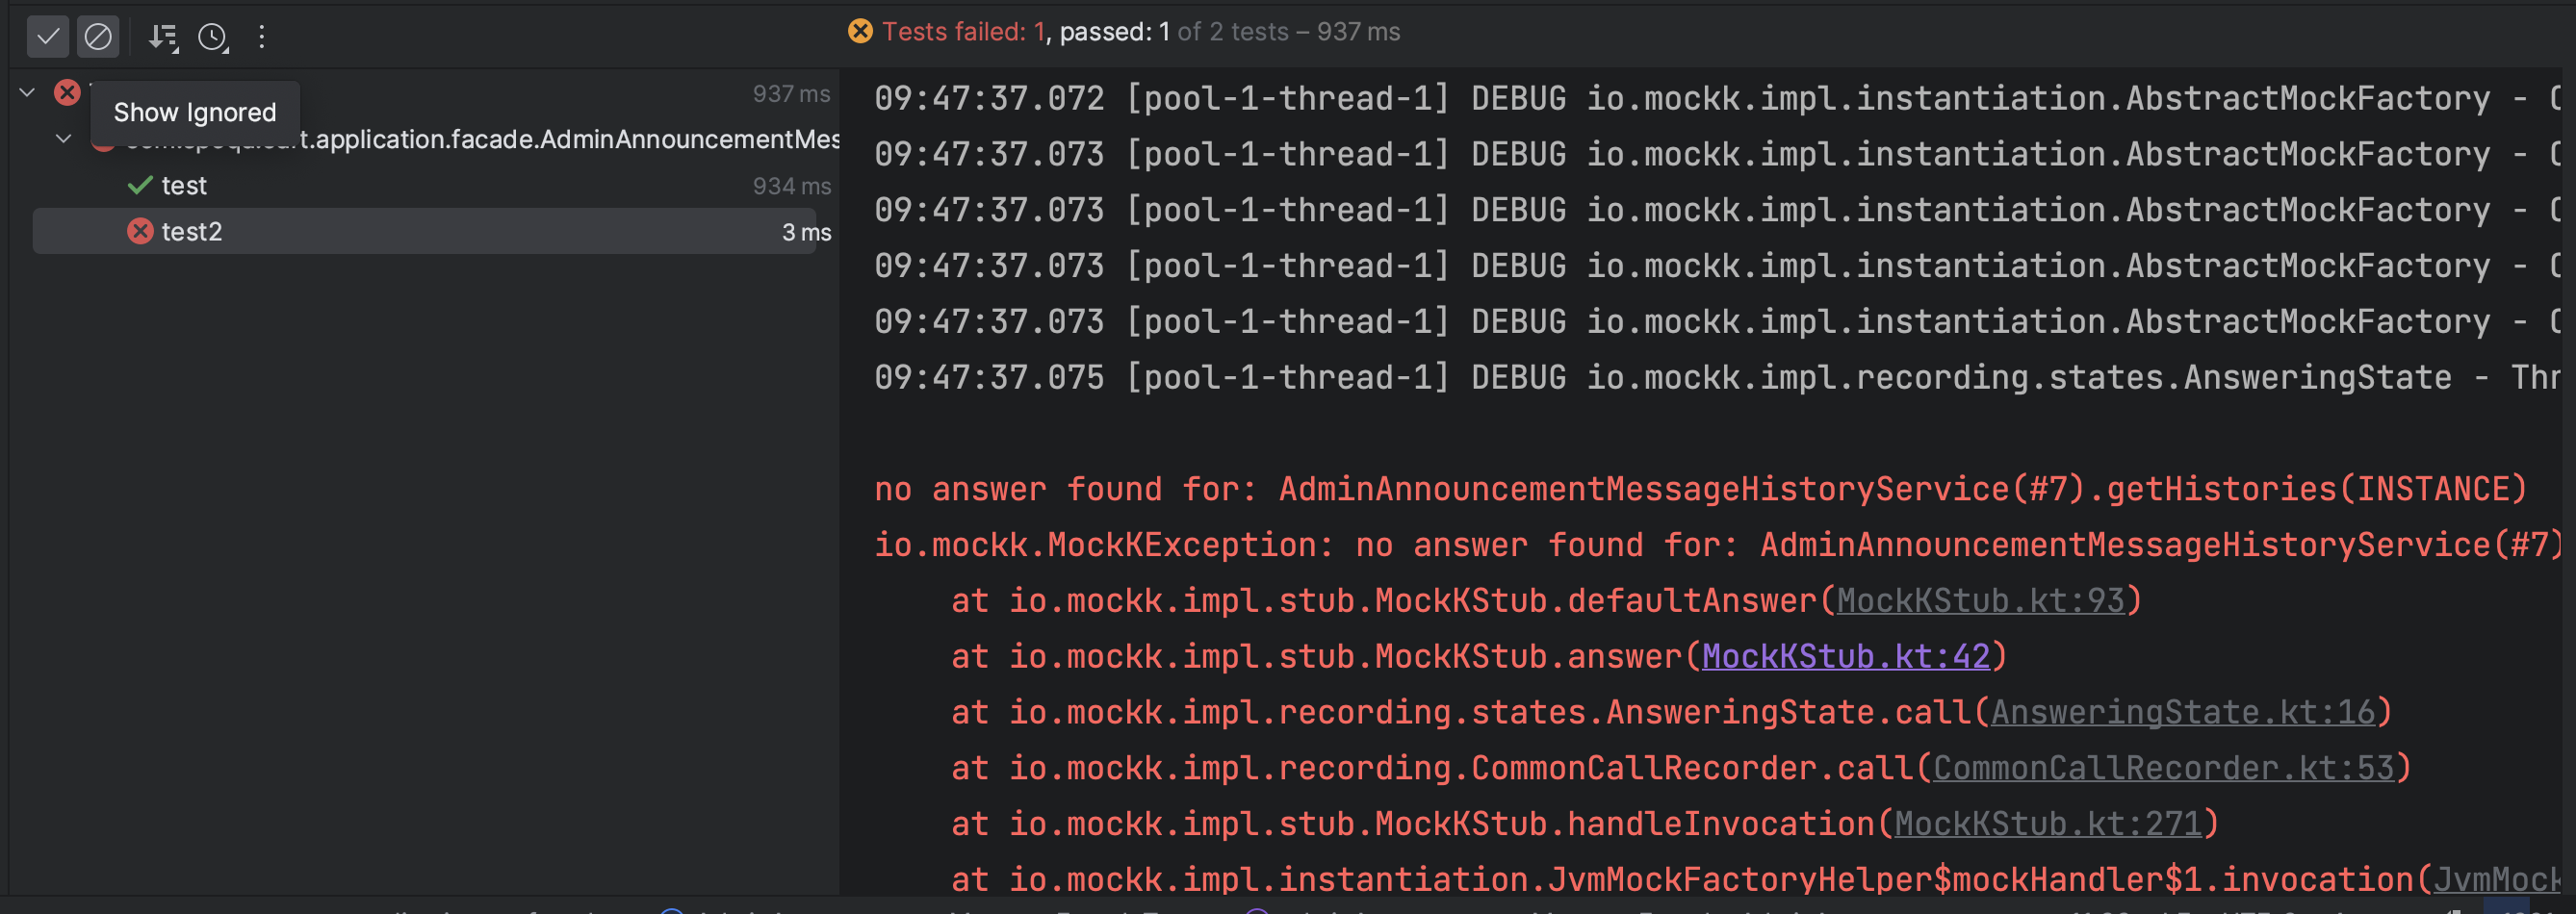 Tests failed: 1, passed: 1 of 2 tests – 937 ms
937 ms
Show Ignored
.application.facade.AdminAnnouncementMes
test 934 ms
test2 3 ms
09:47:37.072 [pool-1-thread-1] DEBUG io.mockk.impl.instantiation.AbstractMockFactory -
09:47:37.073 [pool-1-thread-1] DEBUG io.mockk.impl.instantiation.AbstractMockFactory -
09:47:37.073 [pool-1-thread-1] DEBUG io.mockk.impl.instantiation.AbstractMockFactory -
09:47:37.073 [pool-1-thread-1] DEBUG io.mockk.impl.instantiation.AbstractMockFactory -
09:47:37.073 [pool-1-thread-1] DEBUG io.mockk.impl.instantiation.AbstractMockFactory -
09:47:37.075 [pool-1-thread-1] DEBUG io.mockk.impl.recording.states.AnsweringState - Thr
no answer found for: AdminAnnouncementMessageHistoryService(#7).getHistories(INSTANCE)
io.mockk.MockKException: no answer found for: AdminAnnouncementMessageHistoryService(#7)
at io.mockk.impl.stub.MockKStub.defaultAnswer(MockKStub.kt:93)
at io.mockk.impl.stub.MockKStub.answer(MockKStub.kt:42)
at io.mockk.impl.recording.states.AnsweringState.call(AnsweringState.kt:16)
at io.mockk.impl.recording.CommonCallRecorder.call(CommonCallRecorder.kt:53)
at io.mockk.impl.stub.MockKStub.handleInvocation(MockKStub.kt:271)
at io.mockk.impl.instantiation.JvmMockFactoryHelper$mockHandler$1.invocation(JvmMock